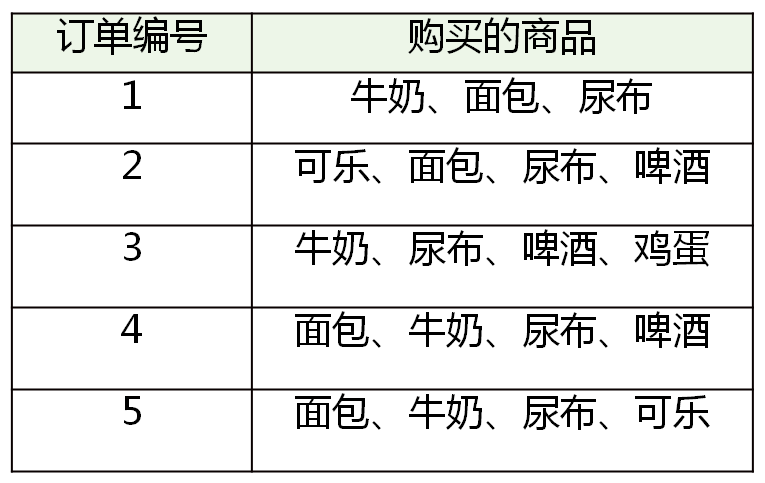 订单编号 购买的商品
1 牛奶、面包、尿布
2 可乐、面包、尿布、啤酒
3 牛奶、尿布、啤酒、鸡蛋
4 面包、牛奶、尿布、啤酒
5 面包、牛奶、尿布、可乐